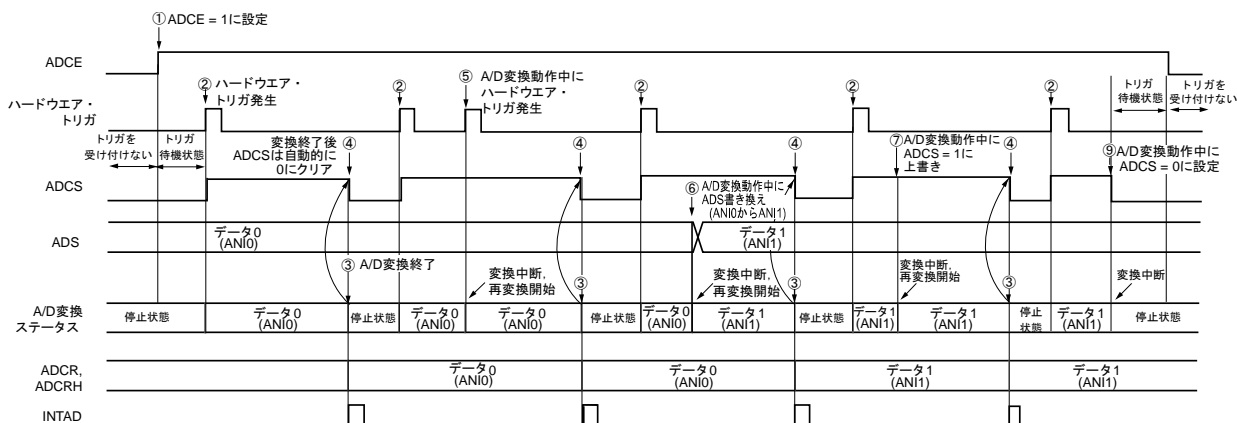 ① ADCE = 1に設定
ADCE
② ハードウエア・
トリガ発生
②
⑤ A/D変換動作中に
ハードウエア・
トリガ発生
②
②
②
トリガ
待機状態
トリガを
受け付けない
ハードウエア・
トリガ
トリガを
受け付けない
トリガ
待機状態
変換終了後
ADCSは自動的に
0にクリア
④
④
④
⑦ A/D変換動作中に
ADCS = 1に
上書き
④
⑨ A/D変換動作中に
ADCS = 0に設定
ADCS
⑥ A/D変換動作中に
ADS書き換え
(ANI0からANI1)
ADS
データ0
(ANI0)
データ1
(ANI1)
③ A/D変換終了
変換中断,
再変換開始
③
変換中断,
再変換開始
③
変換中断,
再変換開始
③
変換中断
A/D変換
ステータス
停止状態
データ0
(ANI0)
停止状態
データ0
(ANI0)
データ0
(ANI0)
停止状態
データ0
(ANI0)
データ1
(ANI1)
停止状態
データ1
(ANI1)
データ1
(ANI1)
停止
状態
データ1
(ANI1)
停止状態
ADCR,
ADCRH
データ0
(ANI0)
データ0
(ANI0)
データ1
(ANI1)
データ1
(ANI1)
INTAD